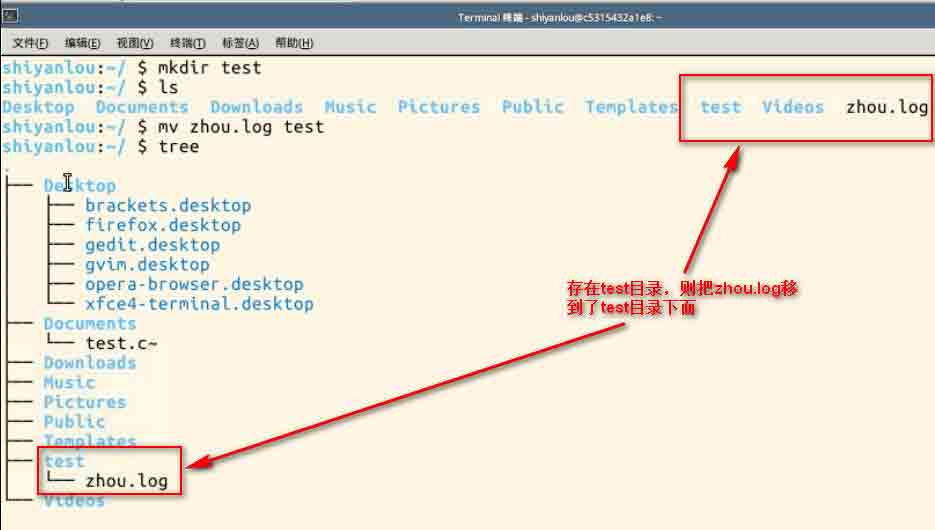 Terminal 终端 - shiyanlou@c5315432a1e8: ~
文件(F) 编辑(E) 视图(V) 终端(T) 标签(A) 帮助(H)
shiyanlou:~/ $ mkdir test
shiyanlou:~/ $ ls
Desktop Documents Downloads Music Pictures Public Templates test Videos zhou.log
shiyanlou:~/ $ mv zhou.log test
shiyanlou:~/ $ tree
.
├── Desktop
│   ├── brackets.desktop
│   ├── firefox.desktop
│   ├── gedit.desktop
│   ├── gvim.desktop
│   ├── opera-browser.desktop
│   └── xfce4-terminal.desktop
├── Documents
│   └── test.c~
├── Downloads
├── Music
├── Pictures
├── Public
├── Templates
├── test
│   └── zhou.log
└── Videos
存在test目录，则把zhou.log移
到了test目录下面